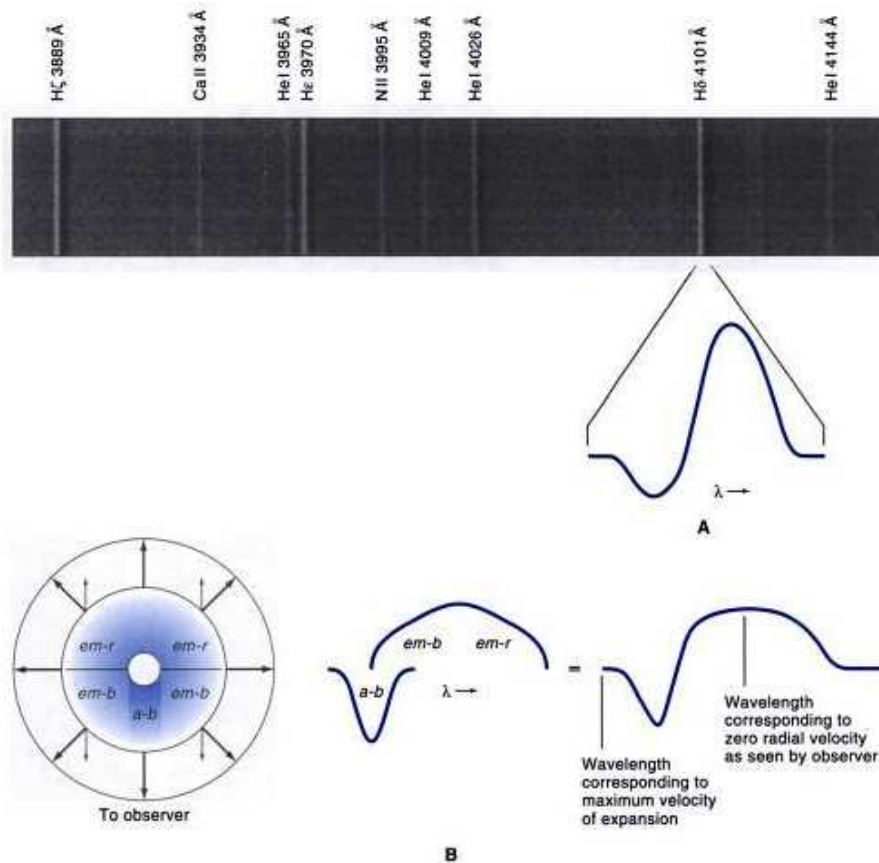 Hζ 3889 Å
Ca II 3934 Å
He I 3965 Å
Hε 3970 Å
N II 3995 Å
He I 4009 Å
He I 4026 Å
Hδ 4101 Å
He I 4144 Å
λ →
A
em-r
em-r
em-b
em-b
a-b
To observer
em-b
em-r
a-b
λ →
=
Wavelength
corresponding to
maximum velocity
of expansion
Wavelength
corresponding to
zero radial velocity
as seen by observer
B